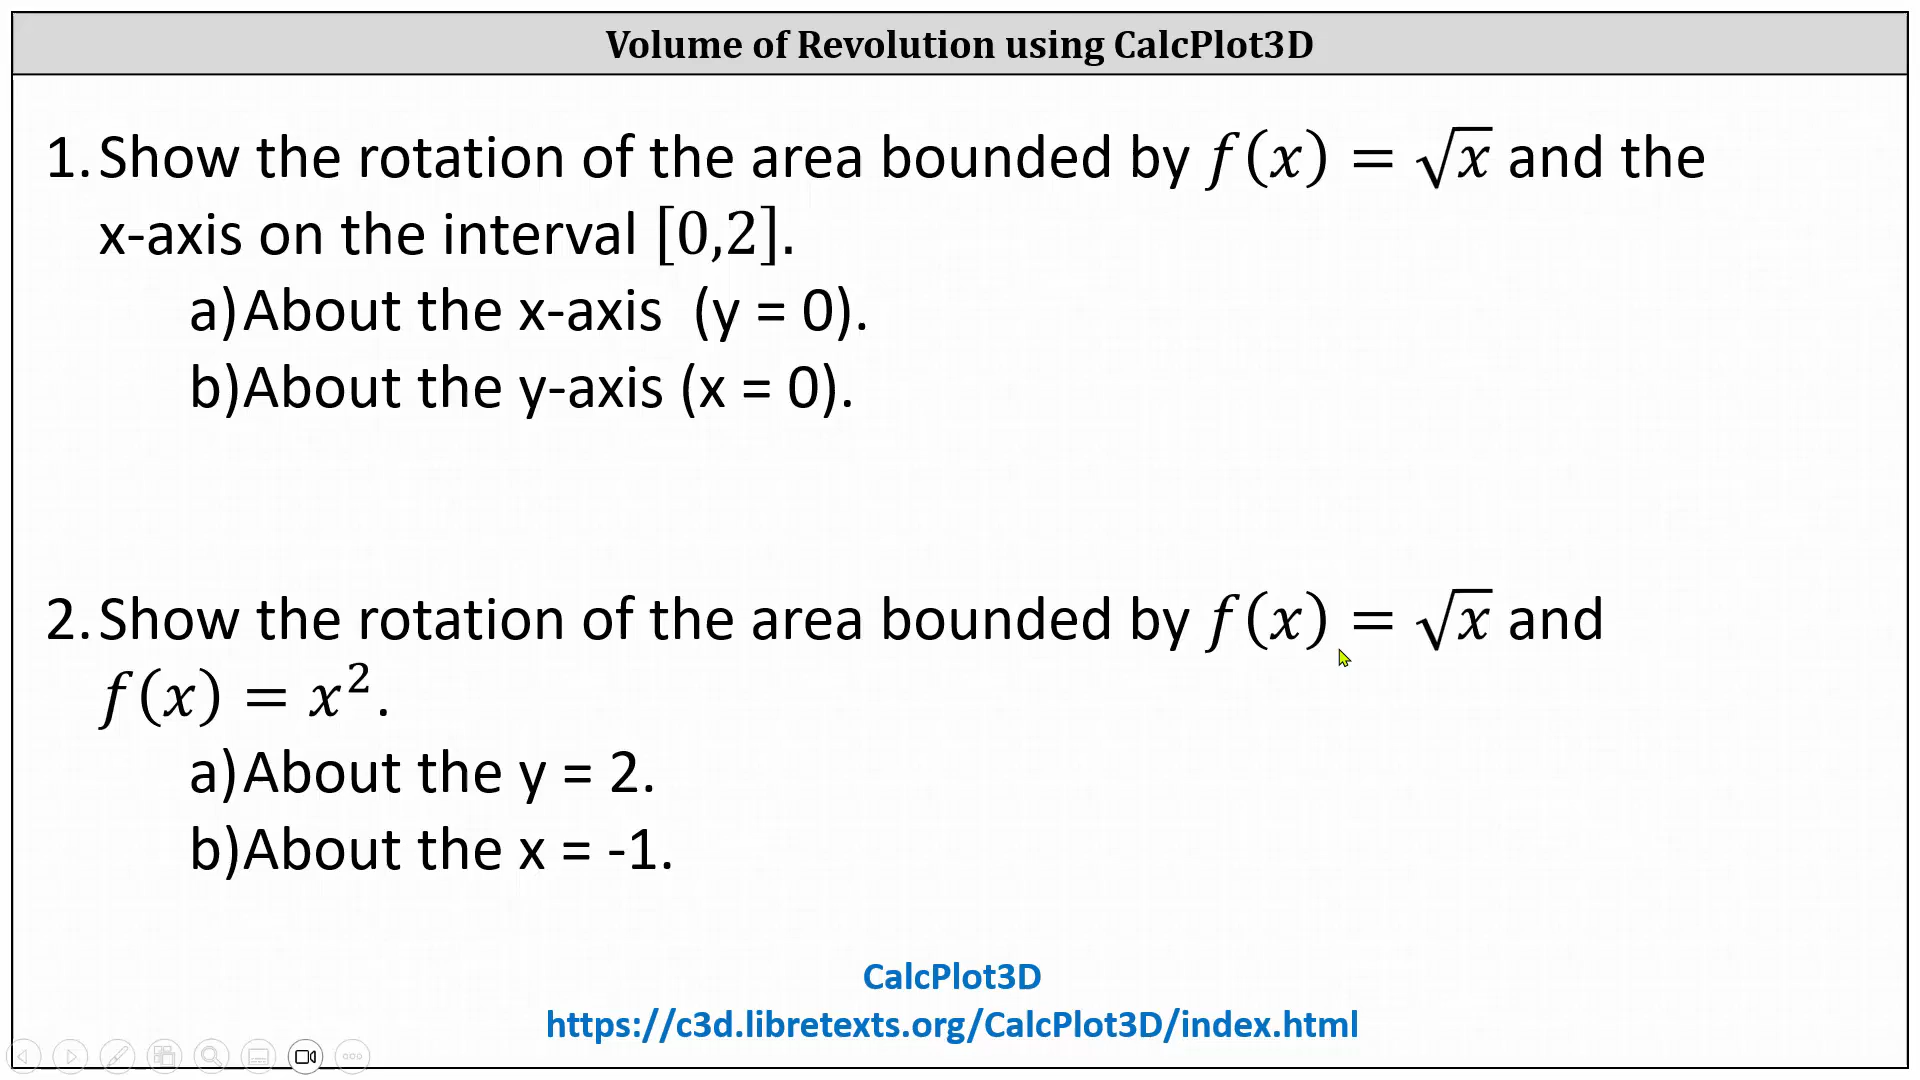 Volume of Revolution using CalcPlot3D
1. Show the rotation of the area bounded by f(x) = √x and the
x-axis on the interval [0,2].
a) About the x-axis (y = 0).
b) About the y-axis (x = 0).
2. Show the rotation of the area bounded by f(x) = √x and
f(x) = x².
a) About the y = 2.
b) About the x = -1.
CalcPlot3D
https://c3d.libretexts.org/CalcPlot3D/index.html